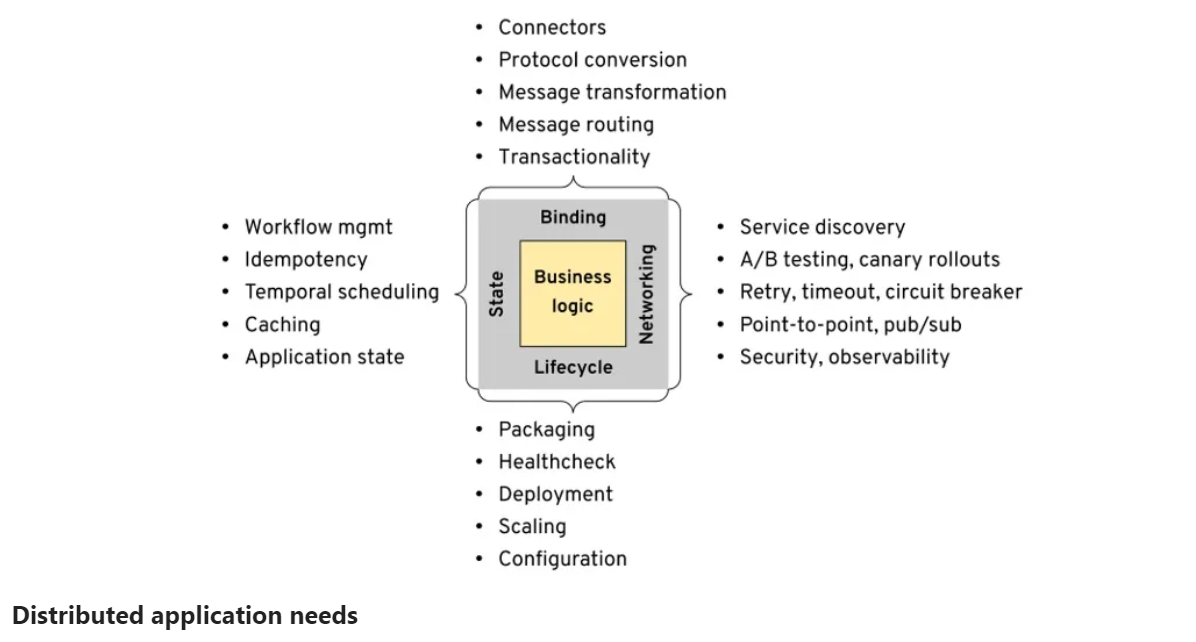 • Connectors
• Protocol conversion
• Message transformation
• Message routing
• Transactionality
• Workflow mgmt
• Idempotency
• Temporal scheduling
• Caching
• Application state
Binding
State
Business
logic
Networking
Lifecycle
• Service discovery
• A/B testing, canary rollouts
• Retry, timeout, circuit breaker
• Point-to-point, pub/sub
• Security, observability
• Packaging
• Healthcheck
• Deployment
• Scaling
• Configuration
Distributed application needs